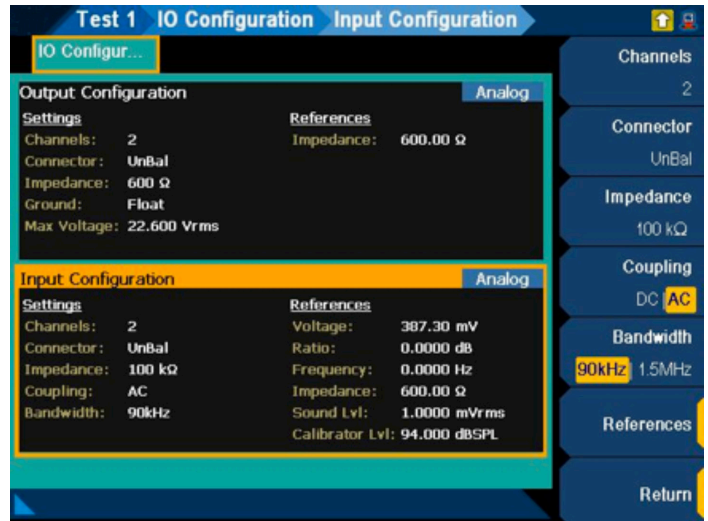 Test 1 IO Configuration Input Configuration
IO Configur...
Output Configuration Analog
Settings References
Channels: 2 Impedance: 600.00 Ω
Connector: UnBal
Impedance: 600 Ω
Ground: Float
Max Voltage: 22.600 Vrms
Input Configuration Analog
Settings References
Channels: 2 Voltage: 387.30 mV
Connector: UnBal Ratio: 0.0000 dB
Impedance: 100 kΩ Frequency: 0.0000 Hz
Coupling: AC Impedance: 600.00 Ω
Bandwidth: 90kHz Sound Lvl: 1.0000 mVrms
Calibrator Lvl: 94.000 dBSPL
Channels
2
Connector
UnBal
Impedance
100 kΩ
Coupling
DC | AC
Bandwidth
90kHz | 1.5MHz
References
Return